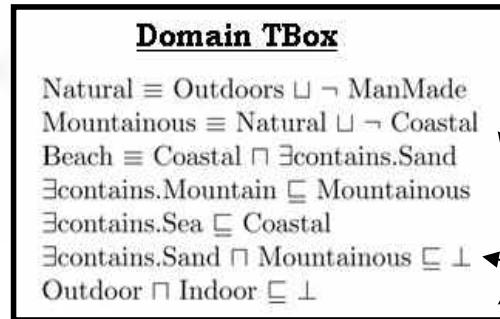 Domain TBox
Natural ≡ Outdoors ⊔ ¬ ManMade
Mountainous ≡ Natural ⊔ ¬ Coastal
Beach ≡ Coastal ⊓ ∃contains.Sand
∃contains.Mountain ⊑ Mountainous
∃contains.Sea ⊑ Coastal
∃contains.Sand ⊓ Mountainous ⊑ ⊥
Outdoor ⊓ Indoor ⊑ ⊥